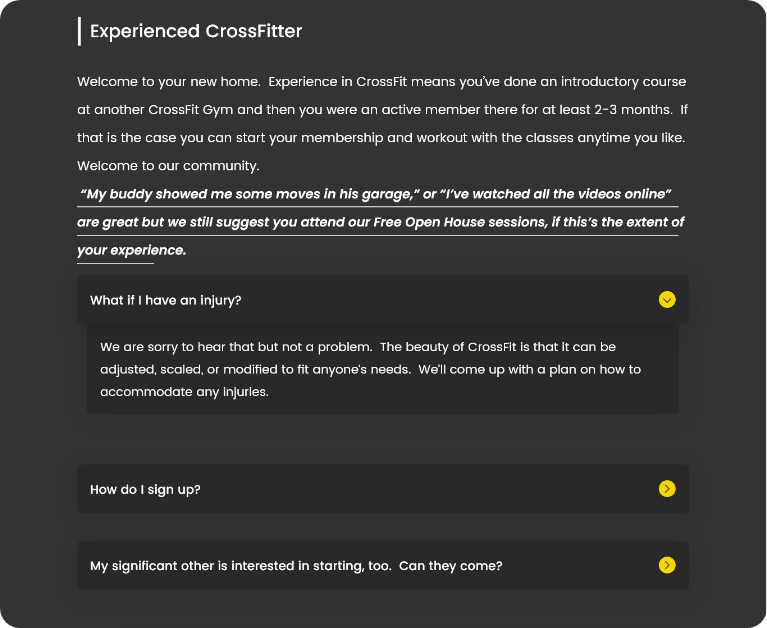 Experienced CrossFitter
Welcome to your new home.  Experience in CrossFit means you've done an introductory course
at another CrossFit Gym and then you were an active member there for at least 2-3 months.  If
that is the case you can start your membership and workout with the classes anytime you like.
Welcome to our community.
“My buddy showed me some moves in his garage,” or “I’ve watched all the videos online”
are great but we still suggest you attend our Free Open House sessions, if this’s the extent of
your experience.
What if I have an injury?
We are sorry to hear that but not a problem.  The beauty of CrossFit is that it can be
adjusted, scaled, or modified to fit anyone's needs.  We'll come up with a plan on how to
accommodate any injuries.
How do I sign up?
My significant other is interested in starting, too.  Can they come?